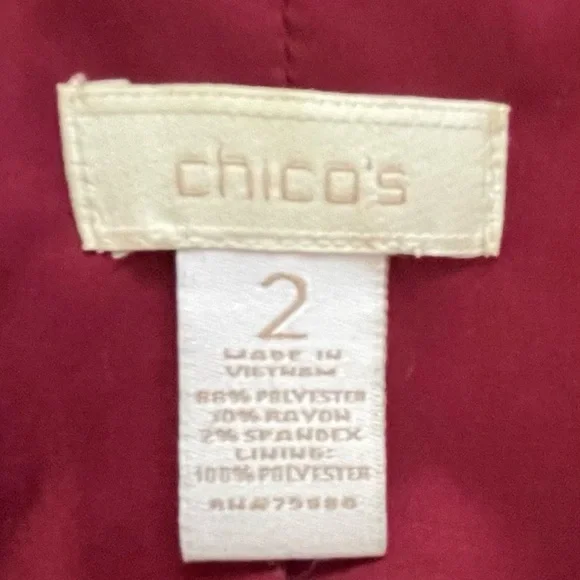 chico's
2
MADE IN
VIETNAM
88% POLYESTER
10% RAYON
2% SPANDEX
LINING:
100% POLYESTER